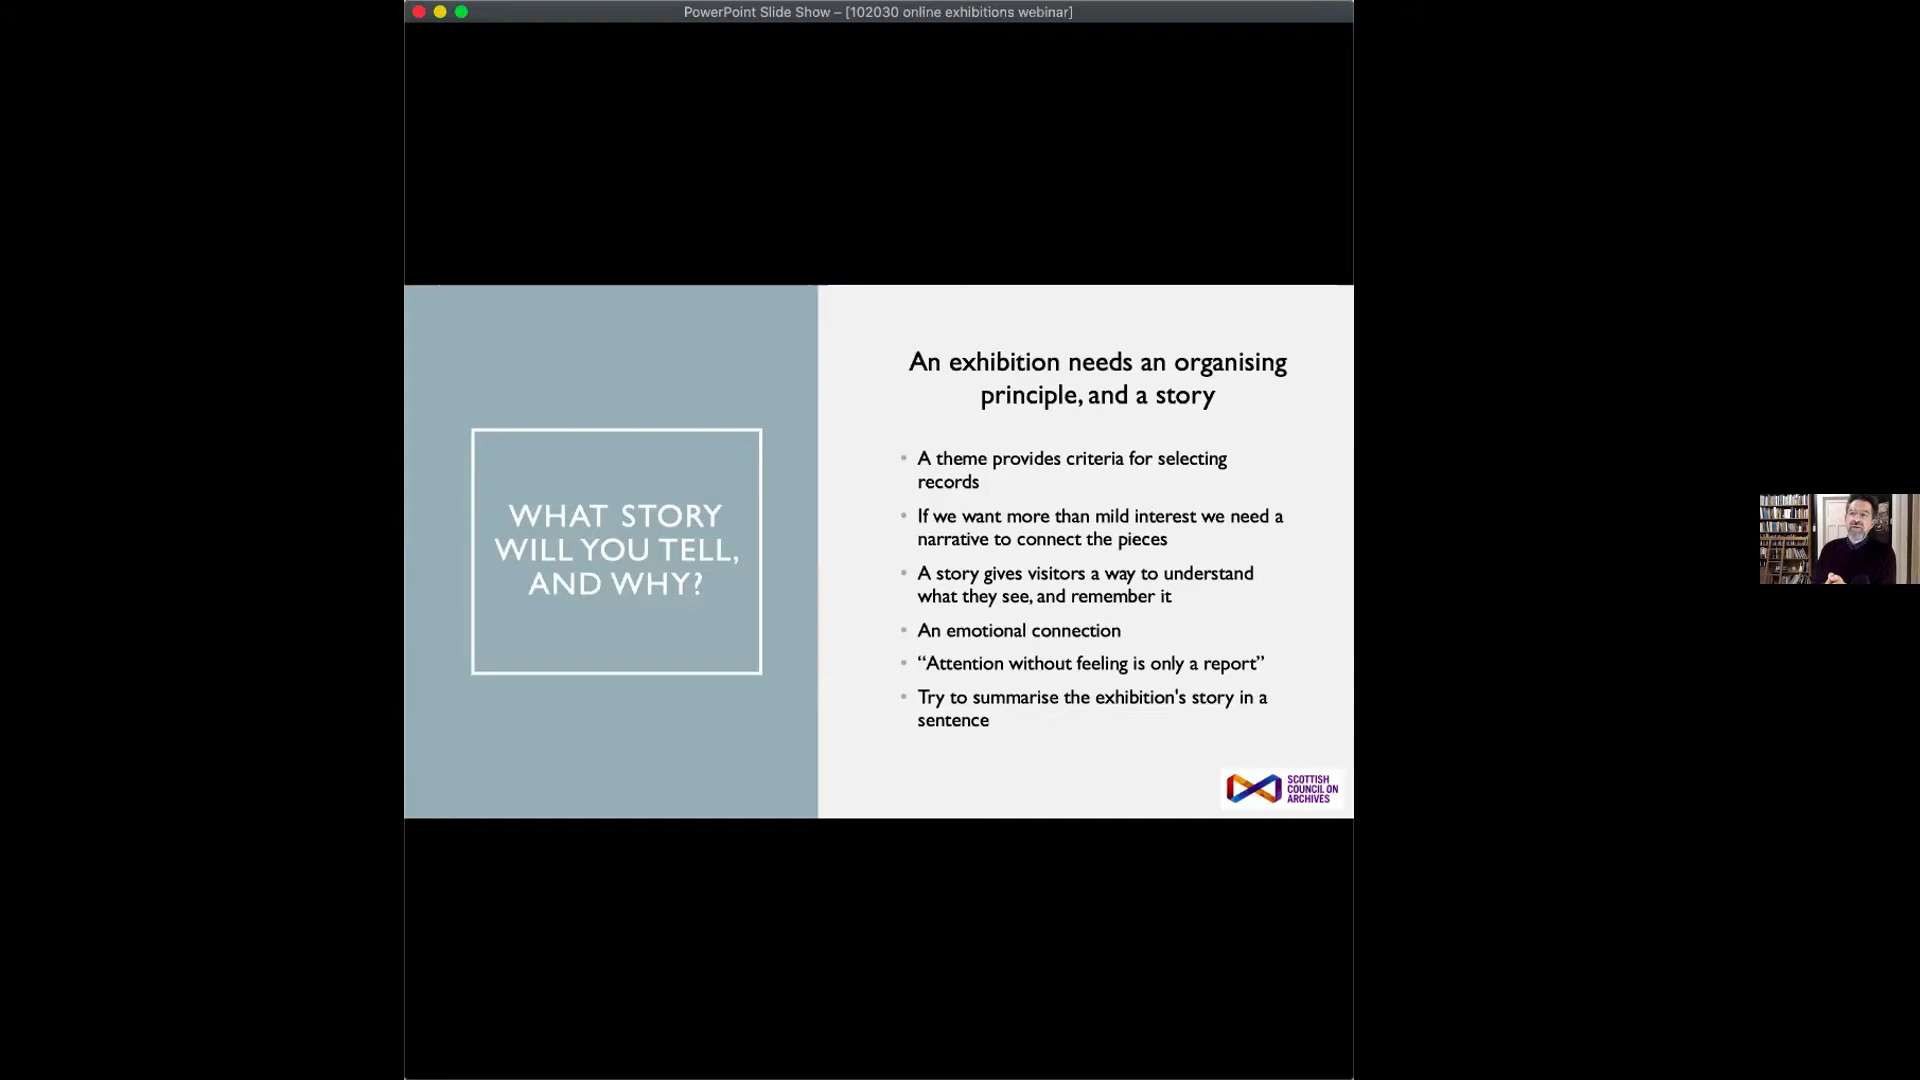 PowerPoint Slide Show – [102030 online exhibitions webinar]
WHAT STORY
WILL YOU TELL,
AND WHY?
An exhibition needs an organising
principle, and a story
• A theme provides criteria for selecting
records
• If we want more than mild interest we need a
narrative to connect the pieces
• A story gives visitors a way to understand
what they see, and remember it
• An emotional connection
• “Attention without feeling is only a report”
• Try to summarise the exhibition's story in a
sentence
SCOTTISH
COUNCIL ON
ARCHIVES